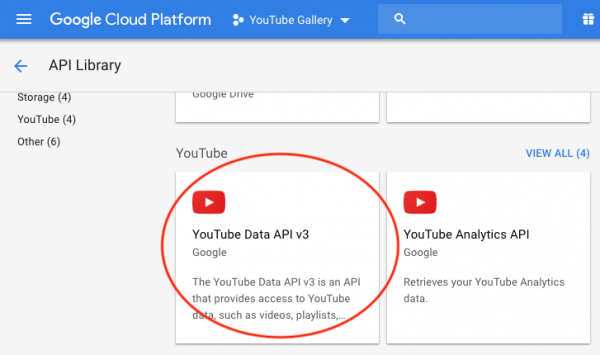 Google Cloud Platform
YouTube Gallery
API Library
Storage (4)
Google Drive
YouTube (4)
Other (6)
YouTube
VIEW ALL (4)
YouTube Data API v3
Google
The YouTube Data API v3 is an API
that provides access to YouTube
data, such as videos, playlists,...
YouTube Analytics API
Google
Retrieves your YouTube Analytics
data.